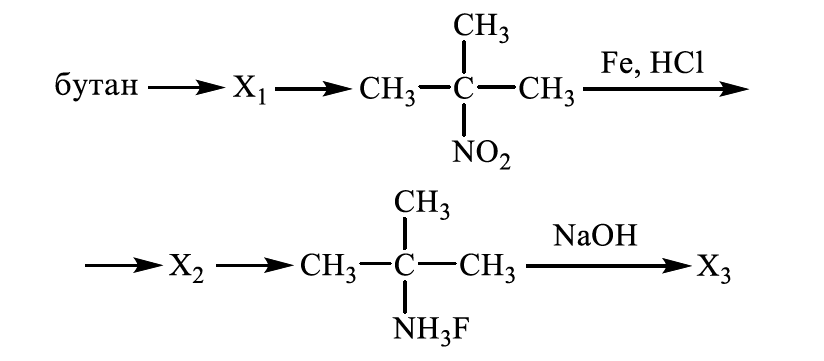 CH₃
бутан → X₁ → CH₃—C—CH₃ Fe, HCl →
NO₂
CH₃
→ X₂ → CH₃—C—CH₃ NaOH → X₃
NH₃F